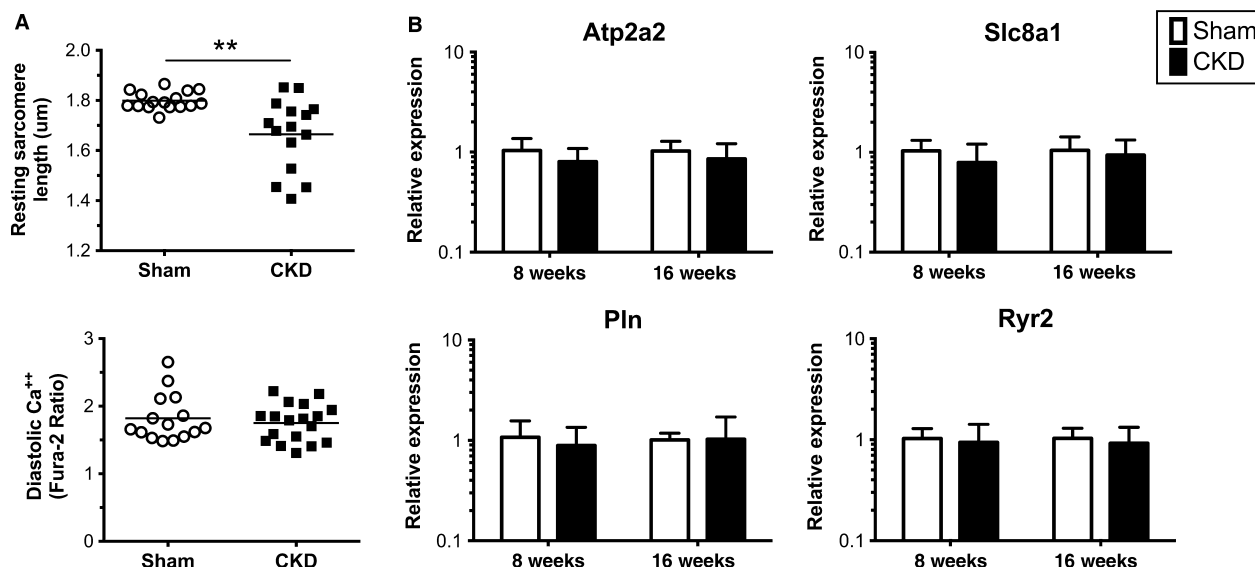 A
Resting sarcomere
length (um)
2.0
1.8
1.6
1.4
1.2
**
Sham
CKD
Diastolic Ca++
(Fura-2 Ratio)
3
2
1
0
Sham
CKD
B
Atp2a2
Relative expression
10
1
0.1
8 weeks
16 weeks
Slc8a1
Relative expression
10
1
0.1
8 weeks
16 weeks
Sham
CKD
Pln
Relative expression
10
1
0.1
8 weeks
16 weeks
Ryr2
Relative expression
10
1
0.1
8 weeks
16 weeks